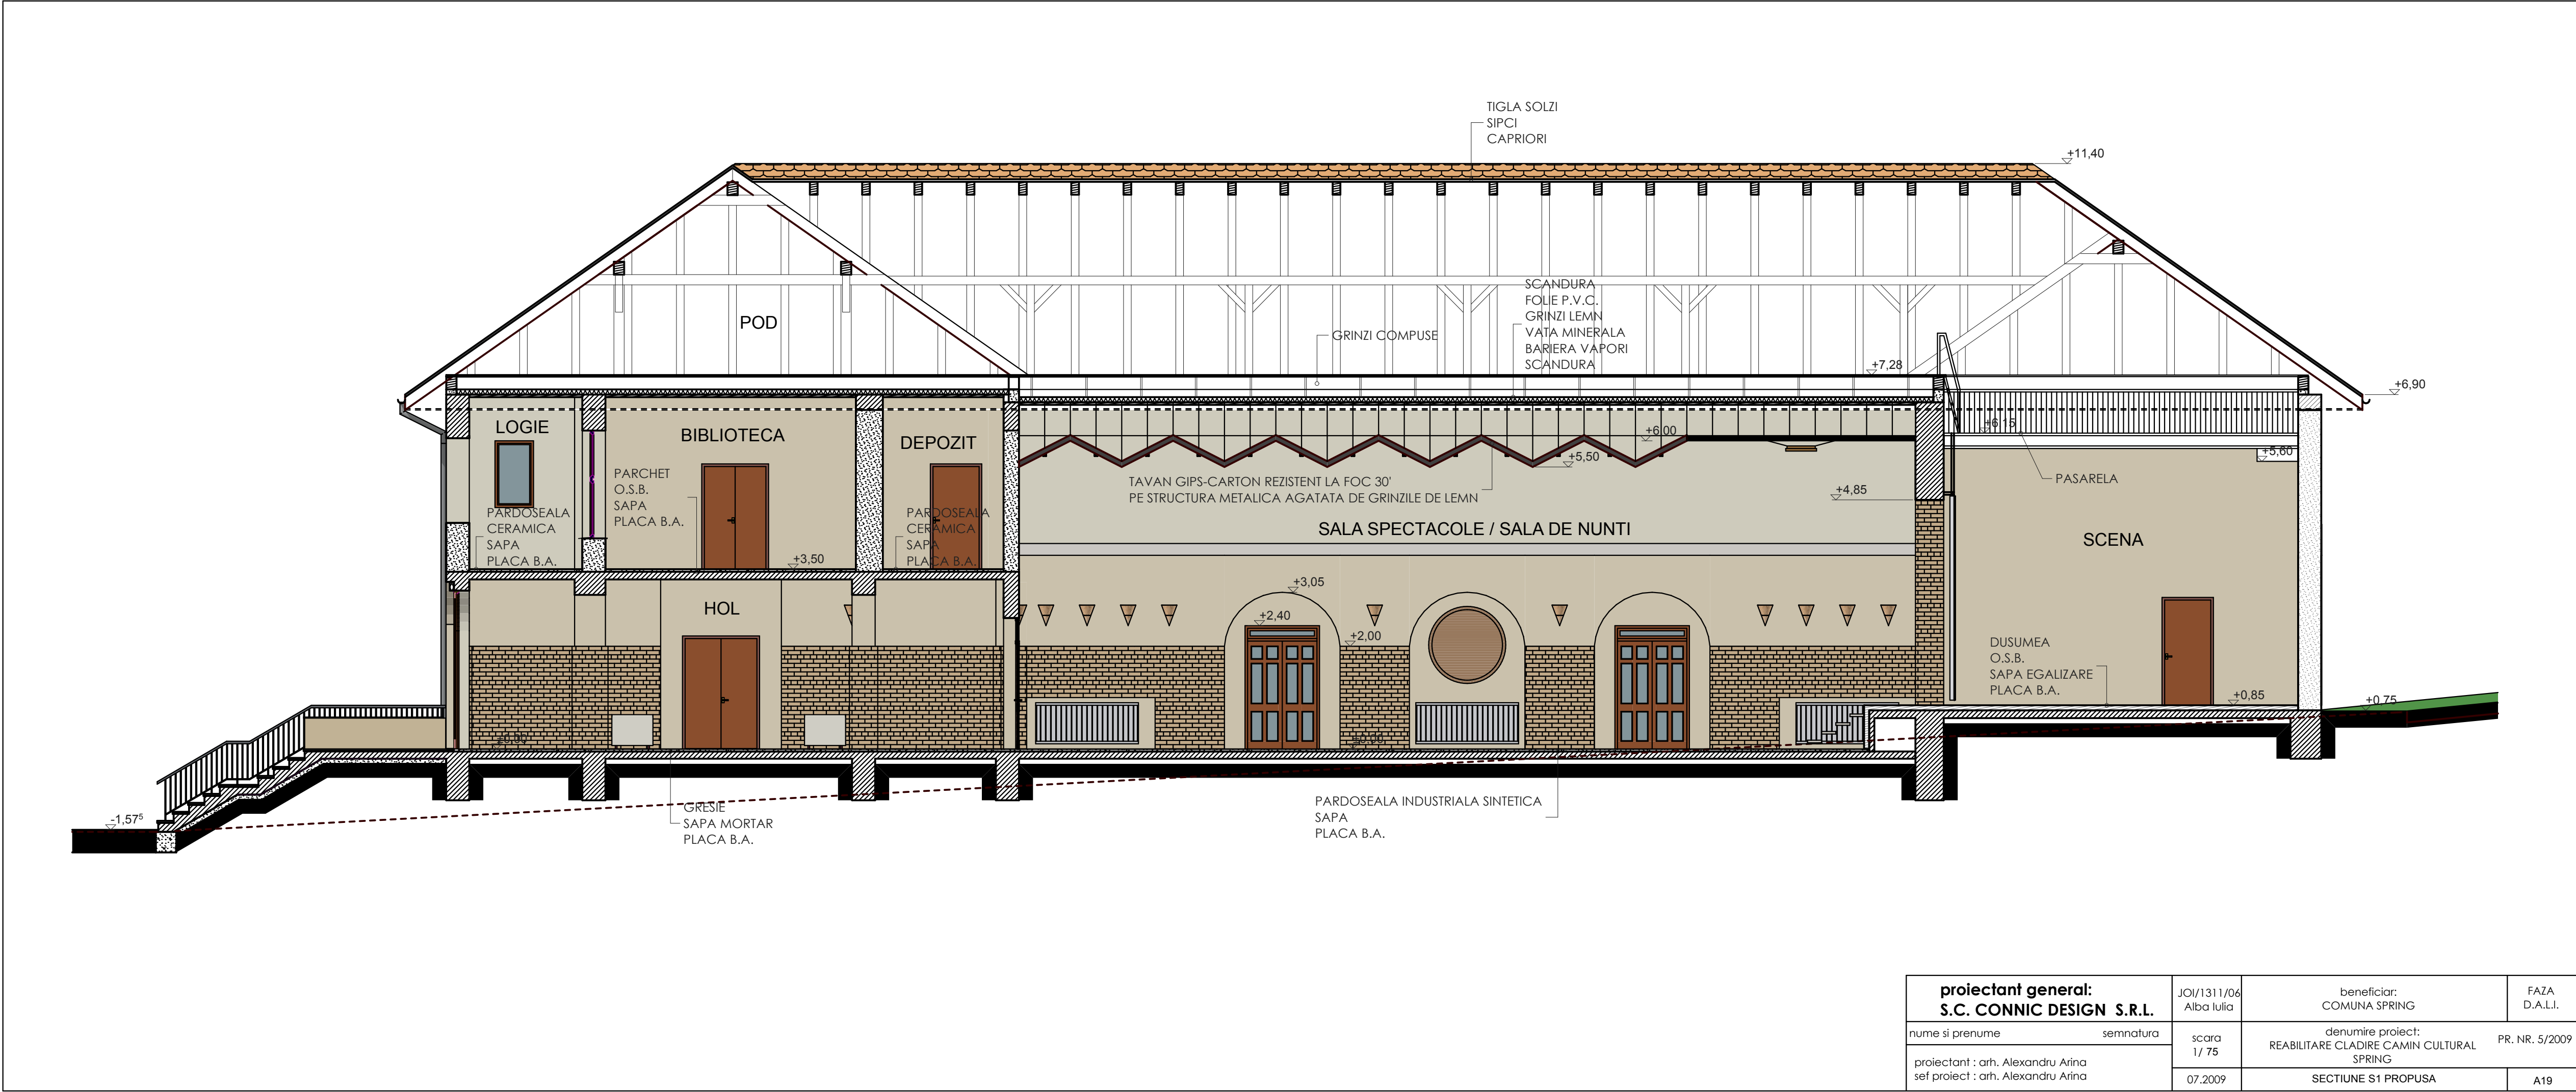 TIGLA SOLZI
SIPCI
CAPRIORI
+11,40
SCANDURA
FOLIE P.V.C.
GRINZI LEMN
VATA MINERALA
BARIERA VAPORI
SCANDURA
POD
GRINZI COMPUSE
+7,28
+6,90
LOGIE
BIBLIOTECA
DEPOZIT
+6,00
+6,15
+5,50
+5,60
PARCHET
O.S.B.
SAPA
PLACA B.A.
TAVAN GIPS-CARTON REZISTENT LA FOC 30'
PE STRUCTURA METALICA AGATATA DE GRINZILE DE LEMN
PASARELA
+4,85
PARDOSEALA
CERAMICA
SAPA
PLACA B.A.
PARDOSEALA
CERAMICA
SAPA
PLACA B.A.
SALA SPECTACOLE / SALA DE NUNTI
SCENA
+3,50
HOL
+3,05
+2,40
+2,00
DUSUMEA
O.S.B.
SAPA EGALIZARE
PLACA B.A.
+0,85
+0,75
±0,00
±0,00
-1,57⁵
GRESIE
SAPA MORTAR
PLACA B.A.
PARDOSEALA INDUSTRIALA SINTETICA
SAPA
PLACA B.A.
proiectant general:
S.C. CONNIC DESIGN S.R.L.
JOI/1311/06
Alba Iulia
beneficiar:
COMUNA SPRING
FAZA
D.A.L.I.
nume si prenume semnatura
scara
1/ 75
denumire proiect:
REABILITARE CLADIRE CAMIN CULTURAL
SPRING
PR. NR. 5/2009
proiectant : arh. Alexandru Arina
sef proiect : arh. Alexandru Arina
07.2009
SECTIUNE S1 PROPUSA
A19